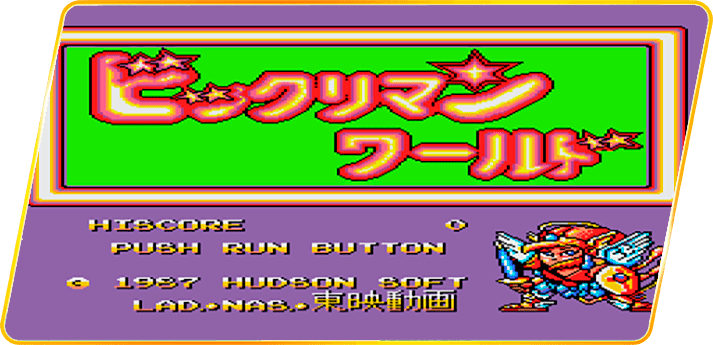 ビックリマン
ワールド
HISCORE 0
PUSH RUN BUTTON
© 1987 HUDSON SOFT
LAD.•NAS.•東映動画